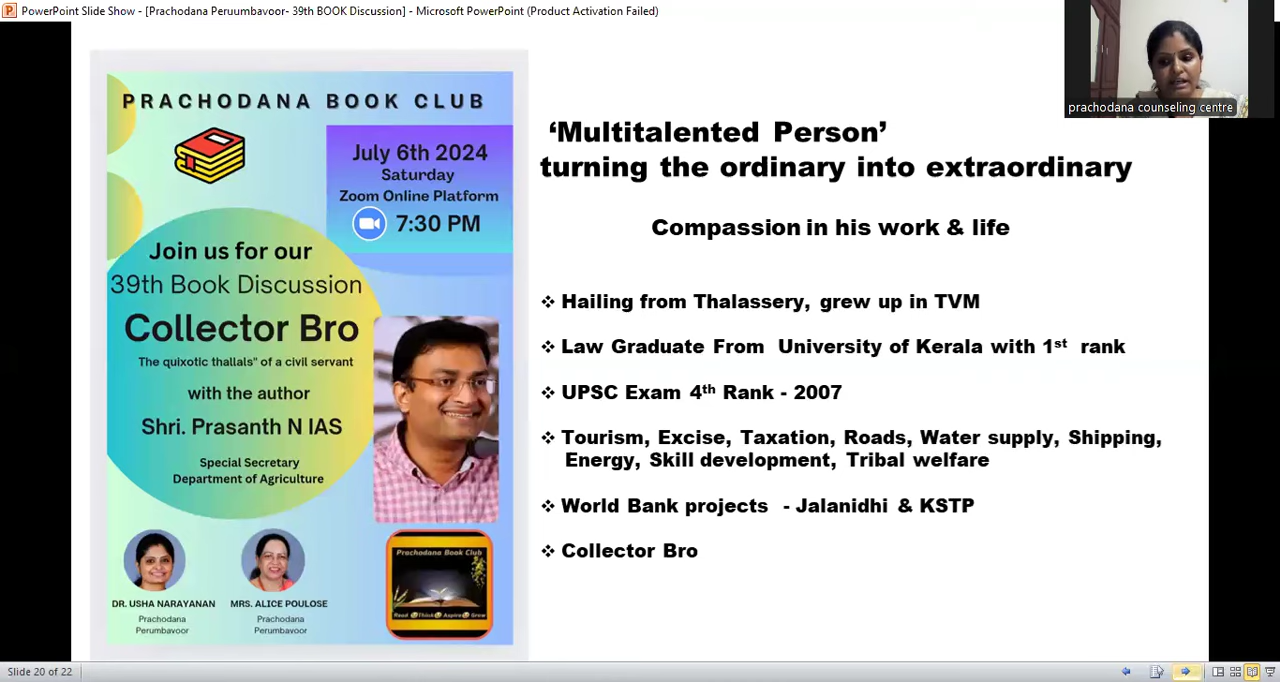 PowerPoint Slide Show - [Prachodana Peruumbavoor- 39th BOOK Discussion] - Microsoft PowerPoint (Product Activation Failed)
prachodana counseling centre
PRACHODANA BOOK CLUB
July 6th 2024
Saturday
Zoom Online Platform
7:30 PM
Join us for our
39th Book Discussion
Collector Bro
The quixotic thallals” of a civil servant
with the author
Shri. Prasanth N IAS
Special Secretary
Department of Agriculture
DR. USHA NARAYANAN
Prachodana
Perumbavoor
MRS. ALICE POULOSE
Prachodana
Perumbavoor
Prachodana Book Club
Read Think Aspire Grow
‘Multitalented Person’
turning the ordinary into extraordinary
Compassion in his work & life
❖ Hailing from Thalassery, grew up in TVM
❖ Law Graduate From University of Kerala with 1st rank
❖ UPSC Exam 4th Rank - 2007
❖ Tourism, Excise, Taxation, Roads, Water supply, Shipping,
Energy, Skill development, Tribal welfare
❖ World Bank projects - Jalanidhi & KSTP
❖ Collector Bro
Slide 20 of 22